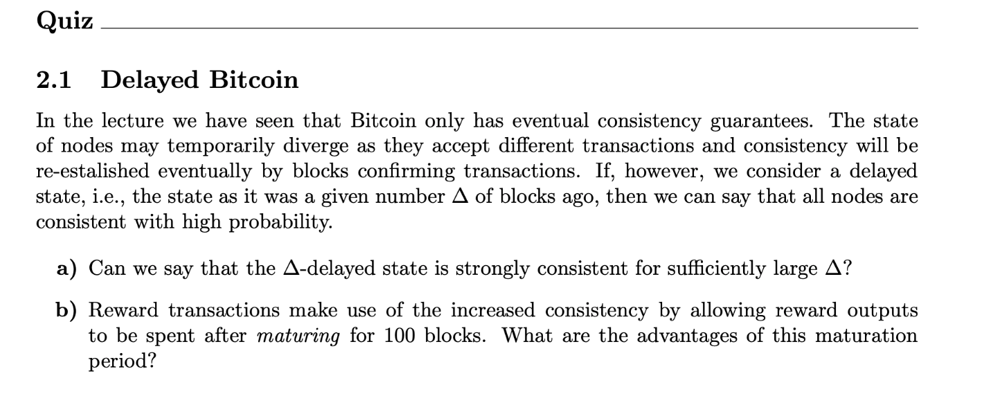 Quiz
2.1 Delayed Bitcoin
In the lecture we have seen that Bitcoin only has eventual consistency guarantees. The state
of nodes may temporarily diverge as they accept different transactions and consistency will be
re-estalished eventually by blocks confirming transactions. If, however, we consider a delayed
state, i.e., the state as it was a given number Δ of blocks ago, then we can say that all nodes are
consistent with high probability.
a) Can we say that the Δ-delayed state is strongly consistent for sufficiently large Δ?
b) Reward transactions make use of the increased consistency by allowing reward outputs
to be spent after maturing for 100 blocks. What are the advantages of this maturation
period?